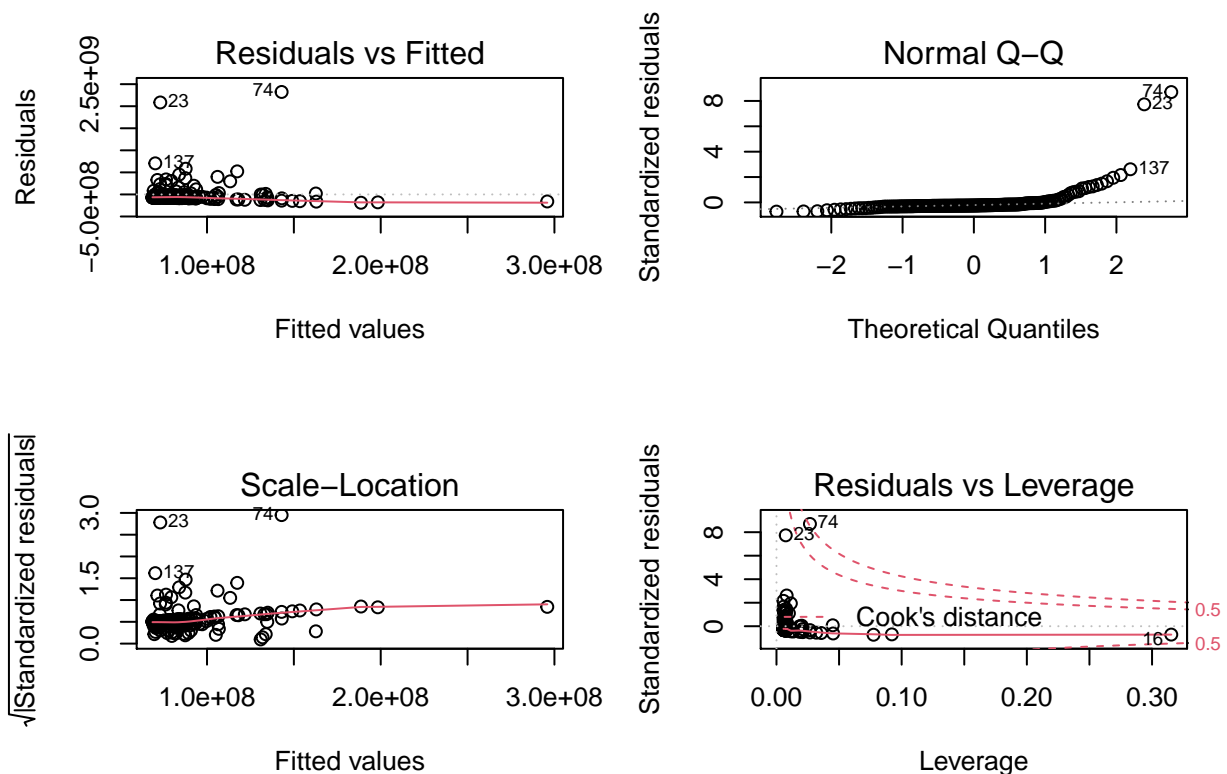 Residuals vs Fitted
Residuals
−5.0e+08
2.5e+09
23
74
137
1.0e+08
2.0e+08
3.0e+08
Fitted values
Normal Q−Q
Standardized residuals
0
4
8
74
23
137
−2
−1
0
1
2
Theoretical Quantiles
Scale−Location
√|Standardized residuals|
0.0
1.5
3.0
23
74
137
1.0e+08
2.0e+08
3.0e+08
Fitted values
Residuals vs Leverage
Standardized residuals
0
4
8
74
23
Cook's distance
0.5
16
0.5
0.00
0.10
0.20
0.30
Leverage